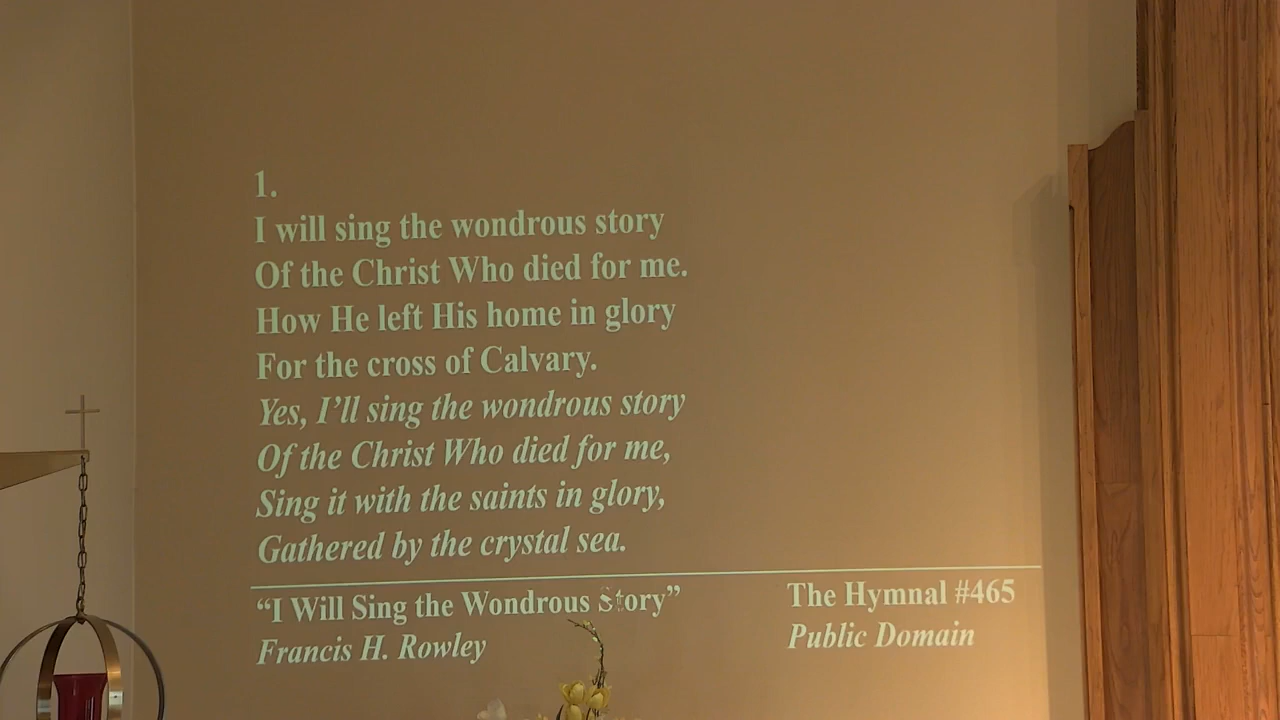 1.
I will sing the wondrous story
Of the Christ Who died for me.
How He left His home in glory
For the cross of Calvary.
Yes, I’ll sing the wondrous story
Of the Christ Who died for me,
Sing it with the saints in glory,
Gathered by the crystal sea.
“I Will Sing the Wondrous Story”
Francis H. Rowley
The Hymnal #465
Public Domain